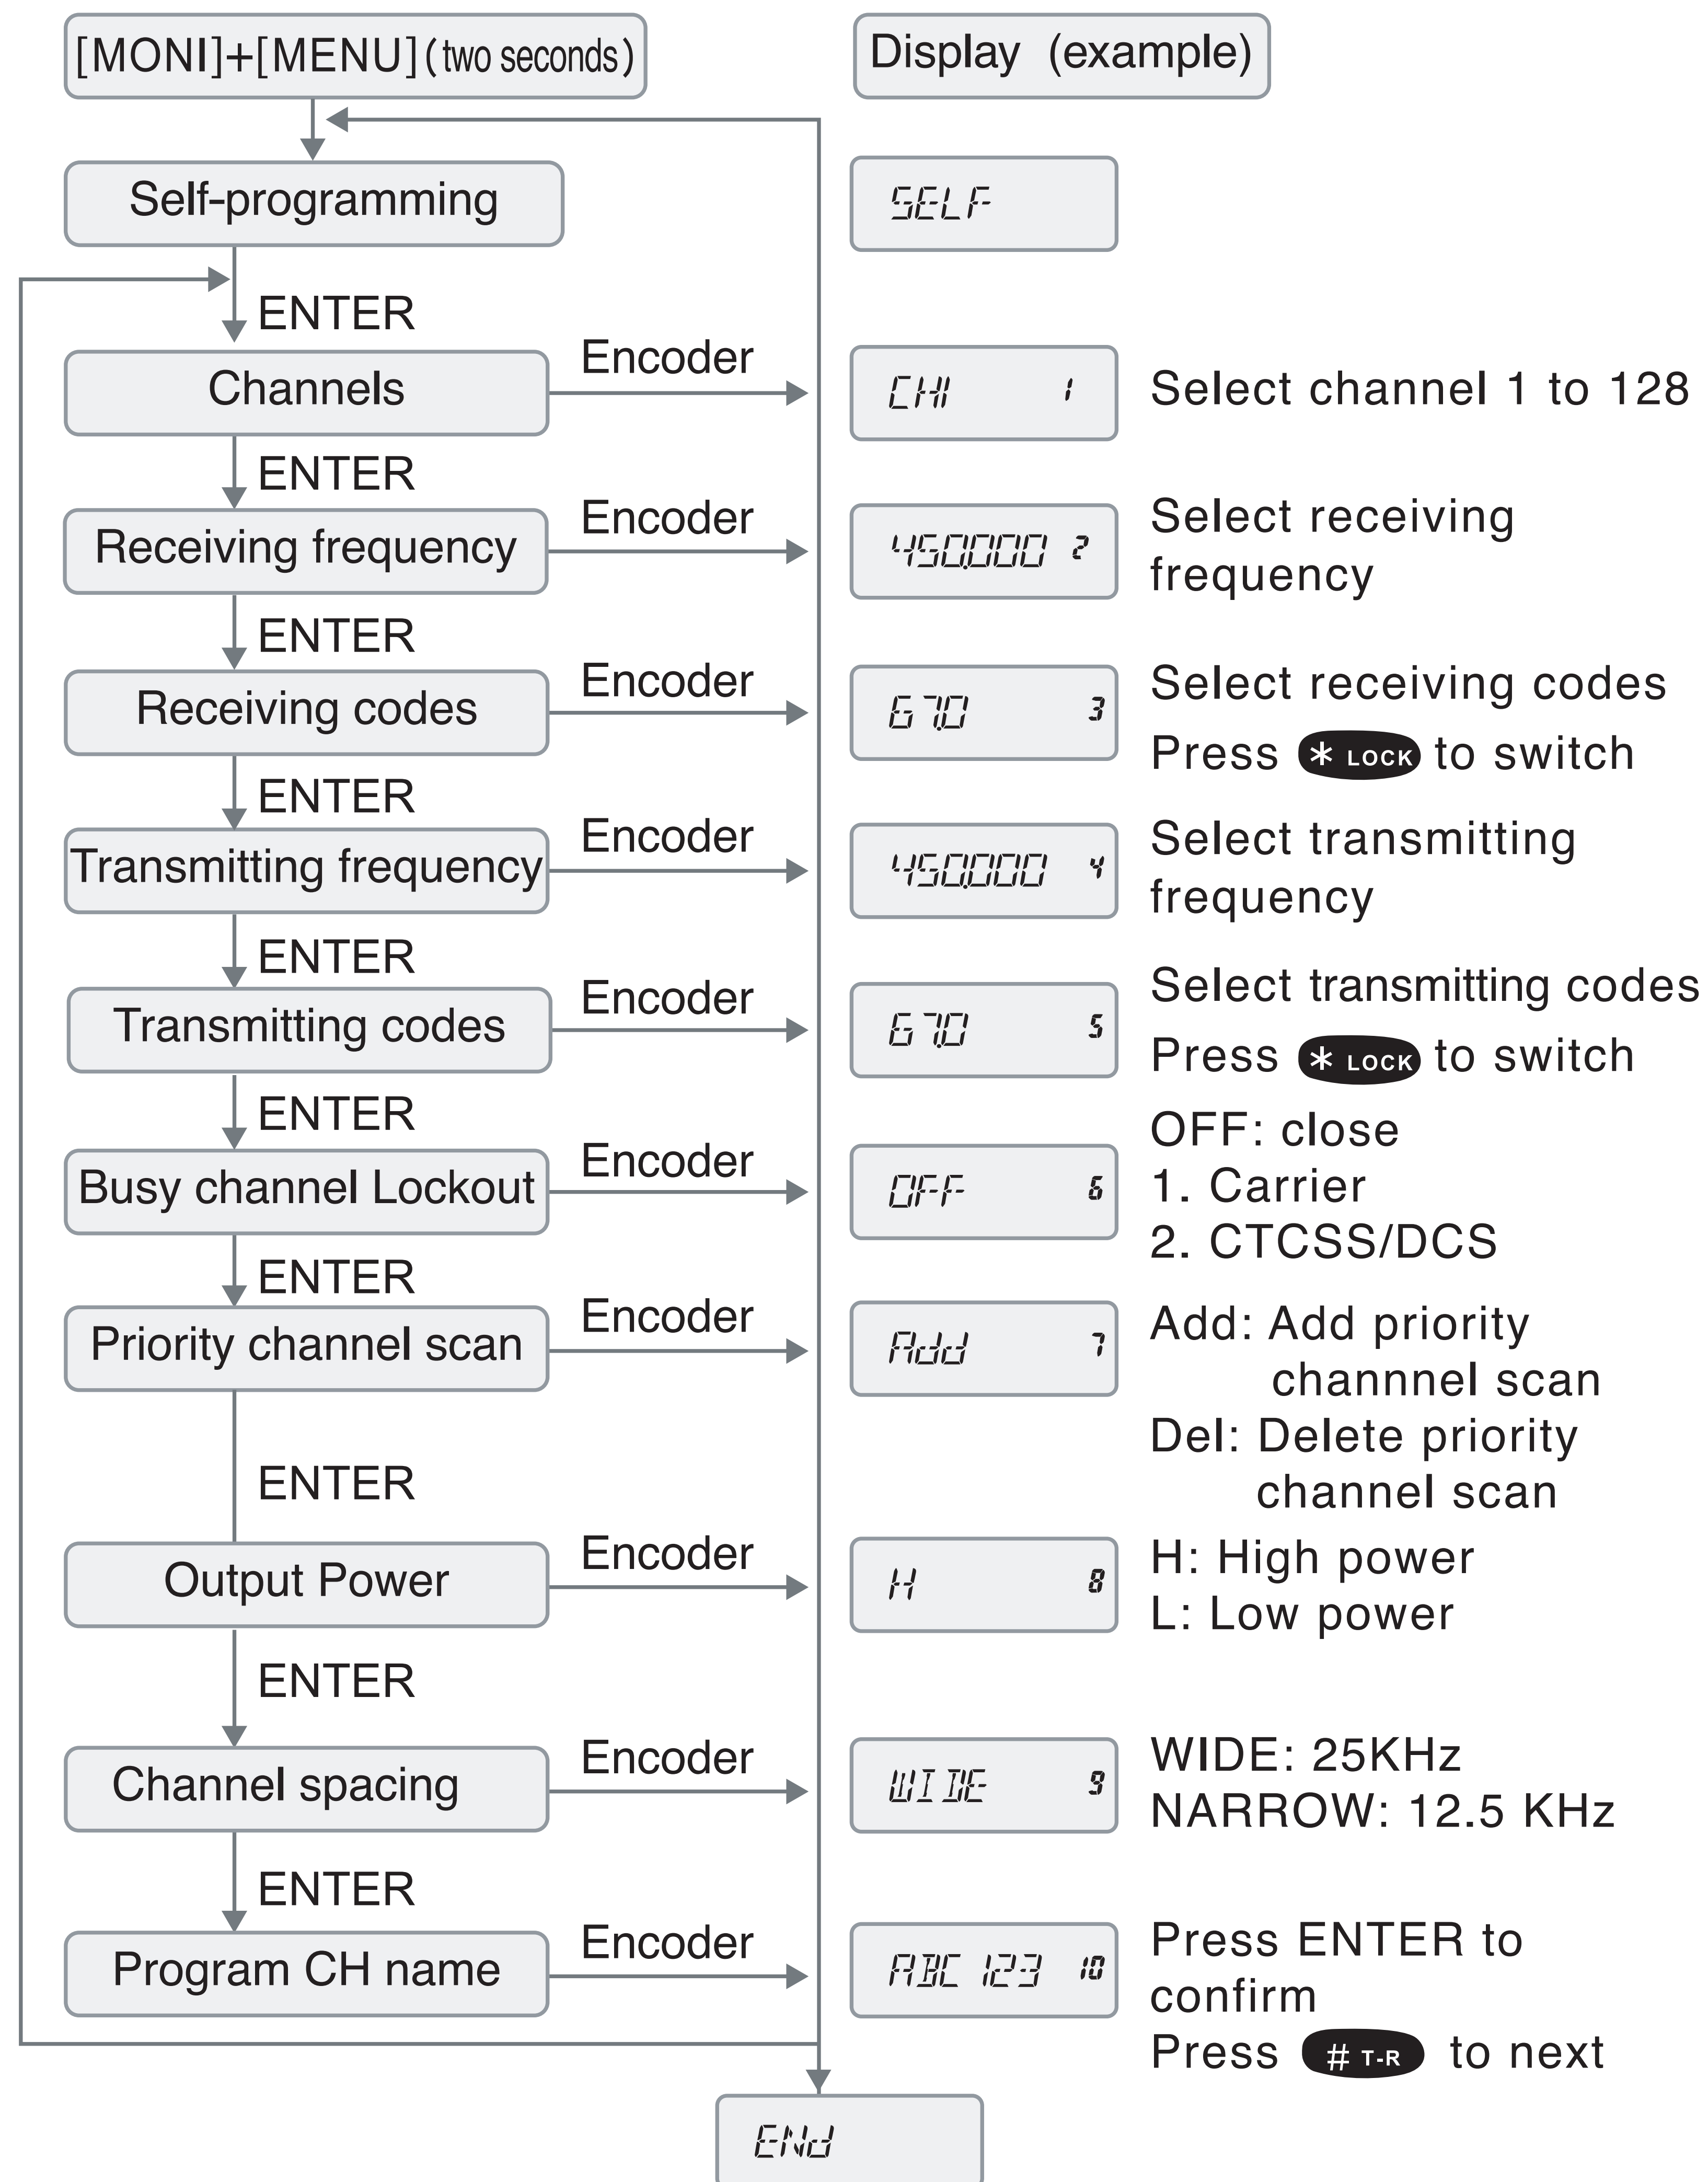 [MONI]+[MENU](two seconds)
Display (example)
Self-programming
SELF
ENTER
Channels
Encoder
CH1 1
Select channel 1 to 128
ENTER
Receiving frequency
Encoder
450.000 2
Select receiving
frequency
ENTER
Receiving codes
Encoder
67.0 3
Select receiving codes
Press * LOCK to switch
ENTER
Transmitting frequency
Encoder
450.000 4
Select transmitting
frequency
ENTER
Transmitting codes
Encoder
67.0 5
Select transmitting codes
Press * LOCK to switch
ENTER
Busy channel Lockout
Encoder
OFF 6
OFF: close
1. Carrier
2. CTCSS/DCS
ENTER
Priority channel scan
Encoder
Add 7
Add: Add priority
channnel scan
Del: Delete priority
channel scan
ENTER
Output Power
Encoder
H 8
H: High power
L: Low power
ENTER
Channel spacing
Encoder
WIDE 9
WIDE: 25KHz
NARROW: 12.5 KHz
ENTER
Program CH name
Encoder
ABC 123 10
Press ENTER to
confirm
Press # T-R to next
ENd